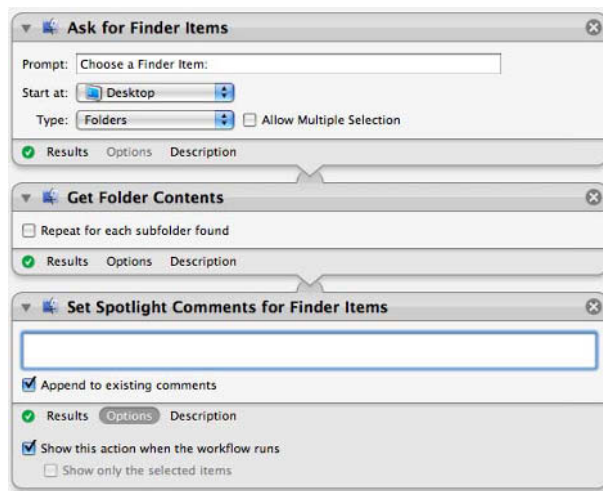 Ask for Finder Items
Prompt: Choose a Finder Item:
Start at: Desktop
Type: Folders Allow Multiple Selection
Results Options Description
Get Folder Contents
Repeat for each subfolder found
Results Options Description
Set Spotlight Comments for Finder Items
Append to existing comments
Results Options Description
Show this action when the workflow runs
Show only the selected items